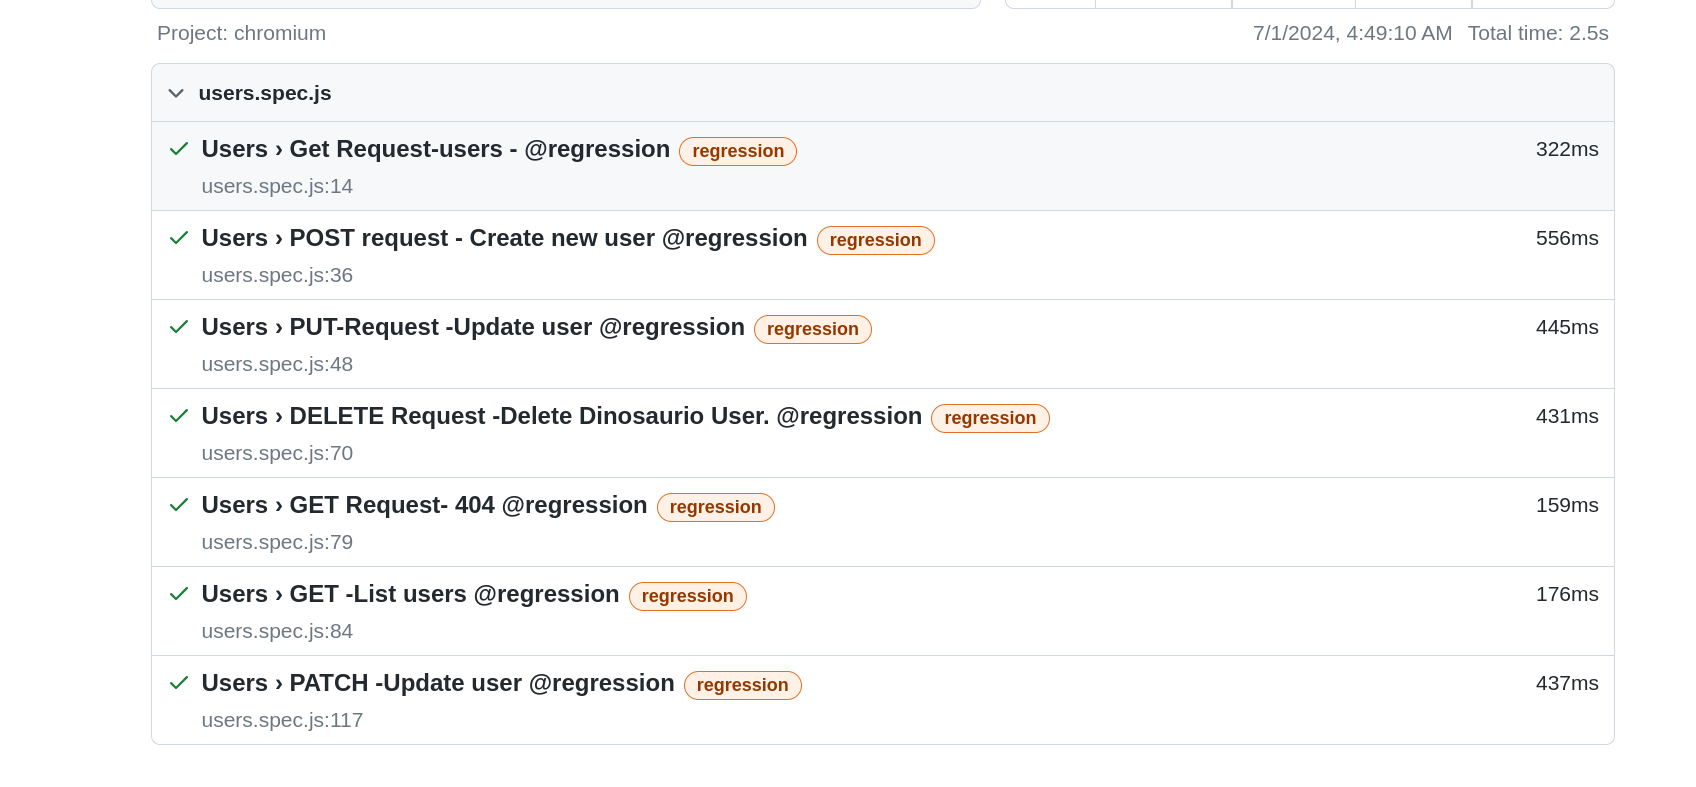 Project: chromium
7/1/2024, 4:49:10 AM Total time: 2.5s
users.spec.js
Users › Get Request-users - @regression regression 322ms
users.spec.js:14
Users › POST request - Create new user @regression regression 556ms
users.spec.js:36
Users › PUT-Request -Update user @regression regression 445ms
users.spec.js:48
Users › DELETE Request -Delete Dinosaurio User. @regression regression 431ms
users.spec.js:70
Users › GET Request- 404 @regression regression 159ms
users.spec.js:79
Users › GET -List users @regression regression 176ms
users.spec.js:84
Users › PATCH -Update user @regression regression 437ms
users.spec.js:117